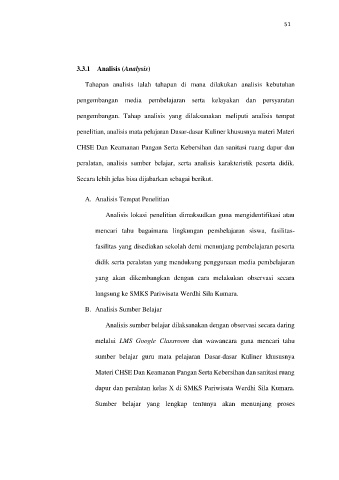 51
3.3.1 Analisis (Analysis)
Tahapan analisis ialah tahapan di mana dilakukan analisis kebutuhan
pengembangan media pembelajaran serta kelayakan dan persyaratan
pengembangan. Tahap analisis yang dilaksanakan meliputi analisis tempat
penelitian, analisis mata pelajaran Dasar-dasar Kuliner khususnya materi Materi
CHSE Dan Keamanan Pangan Serta Kebersihan dan sanitasi ruang dapur dan
peralatan, analisis sumber belajar, serta analisis karakteristik peserta didik.
Secara lebih jelas bisa dijabarkan sebagai berikut.
A. Analisis Tempat Penelitian
Analisis lokasi penelitian dimaksudkan guna mengidentifikasi atau
mencari tahu bagaimana lingkungan pembelajaran siswa, fasilitas-
fasilitas yang disediakan sekolah demi menunjang pembelajaran peserta
didik serta peralatan yang mendukung penggunaan media pembelajaran
yang akan dikembangkan dengan cara melakukan observasi secara
langsung ke SMKS Pariwisata Werdhi Sila Kumara.
B. Analisis Sumber Belajar
Analisis sumber belajar dilaksanakan dengan observasi secara daring
melalui LMS Google Classroom dan wawancara guna mencari tahu
sumber belajar guru mata pelajaran Dasar-dasar Kuliner khususnya
Materi CHSE Dan Keamanan Pangan Serta Kebersihan dan sanitasi ruang
dapur dan peralatan kelas X di SMKS Pariwisata Werdhi Sila Kumara.
Sumber belajar yang lengkap tentunya akan menunjang proses